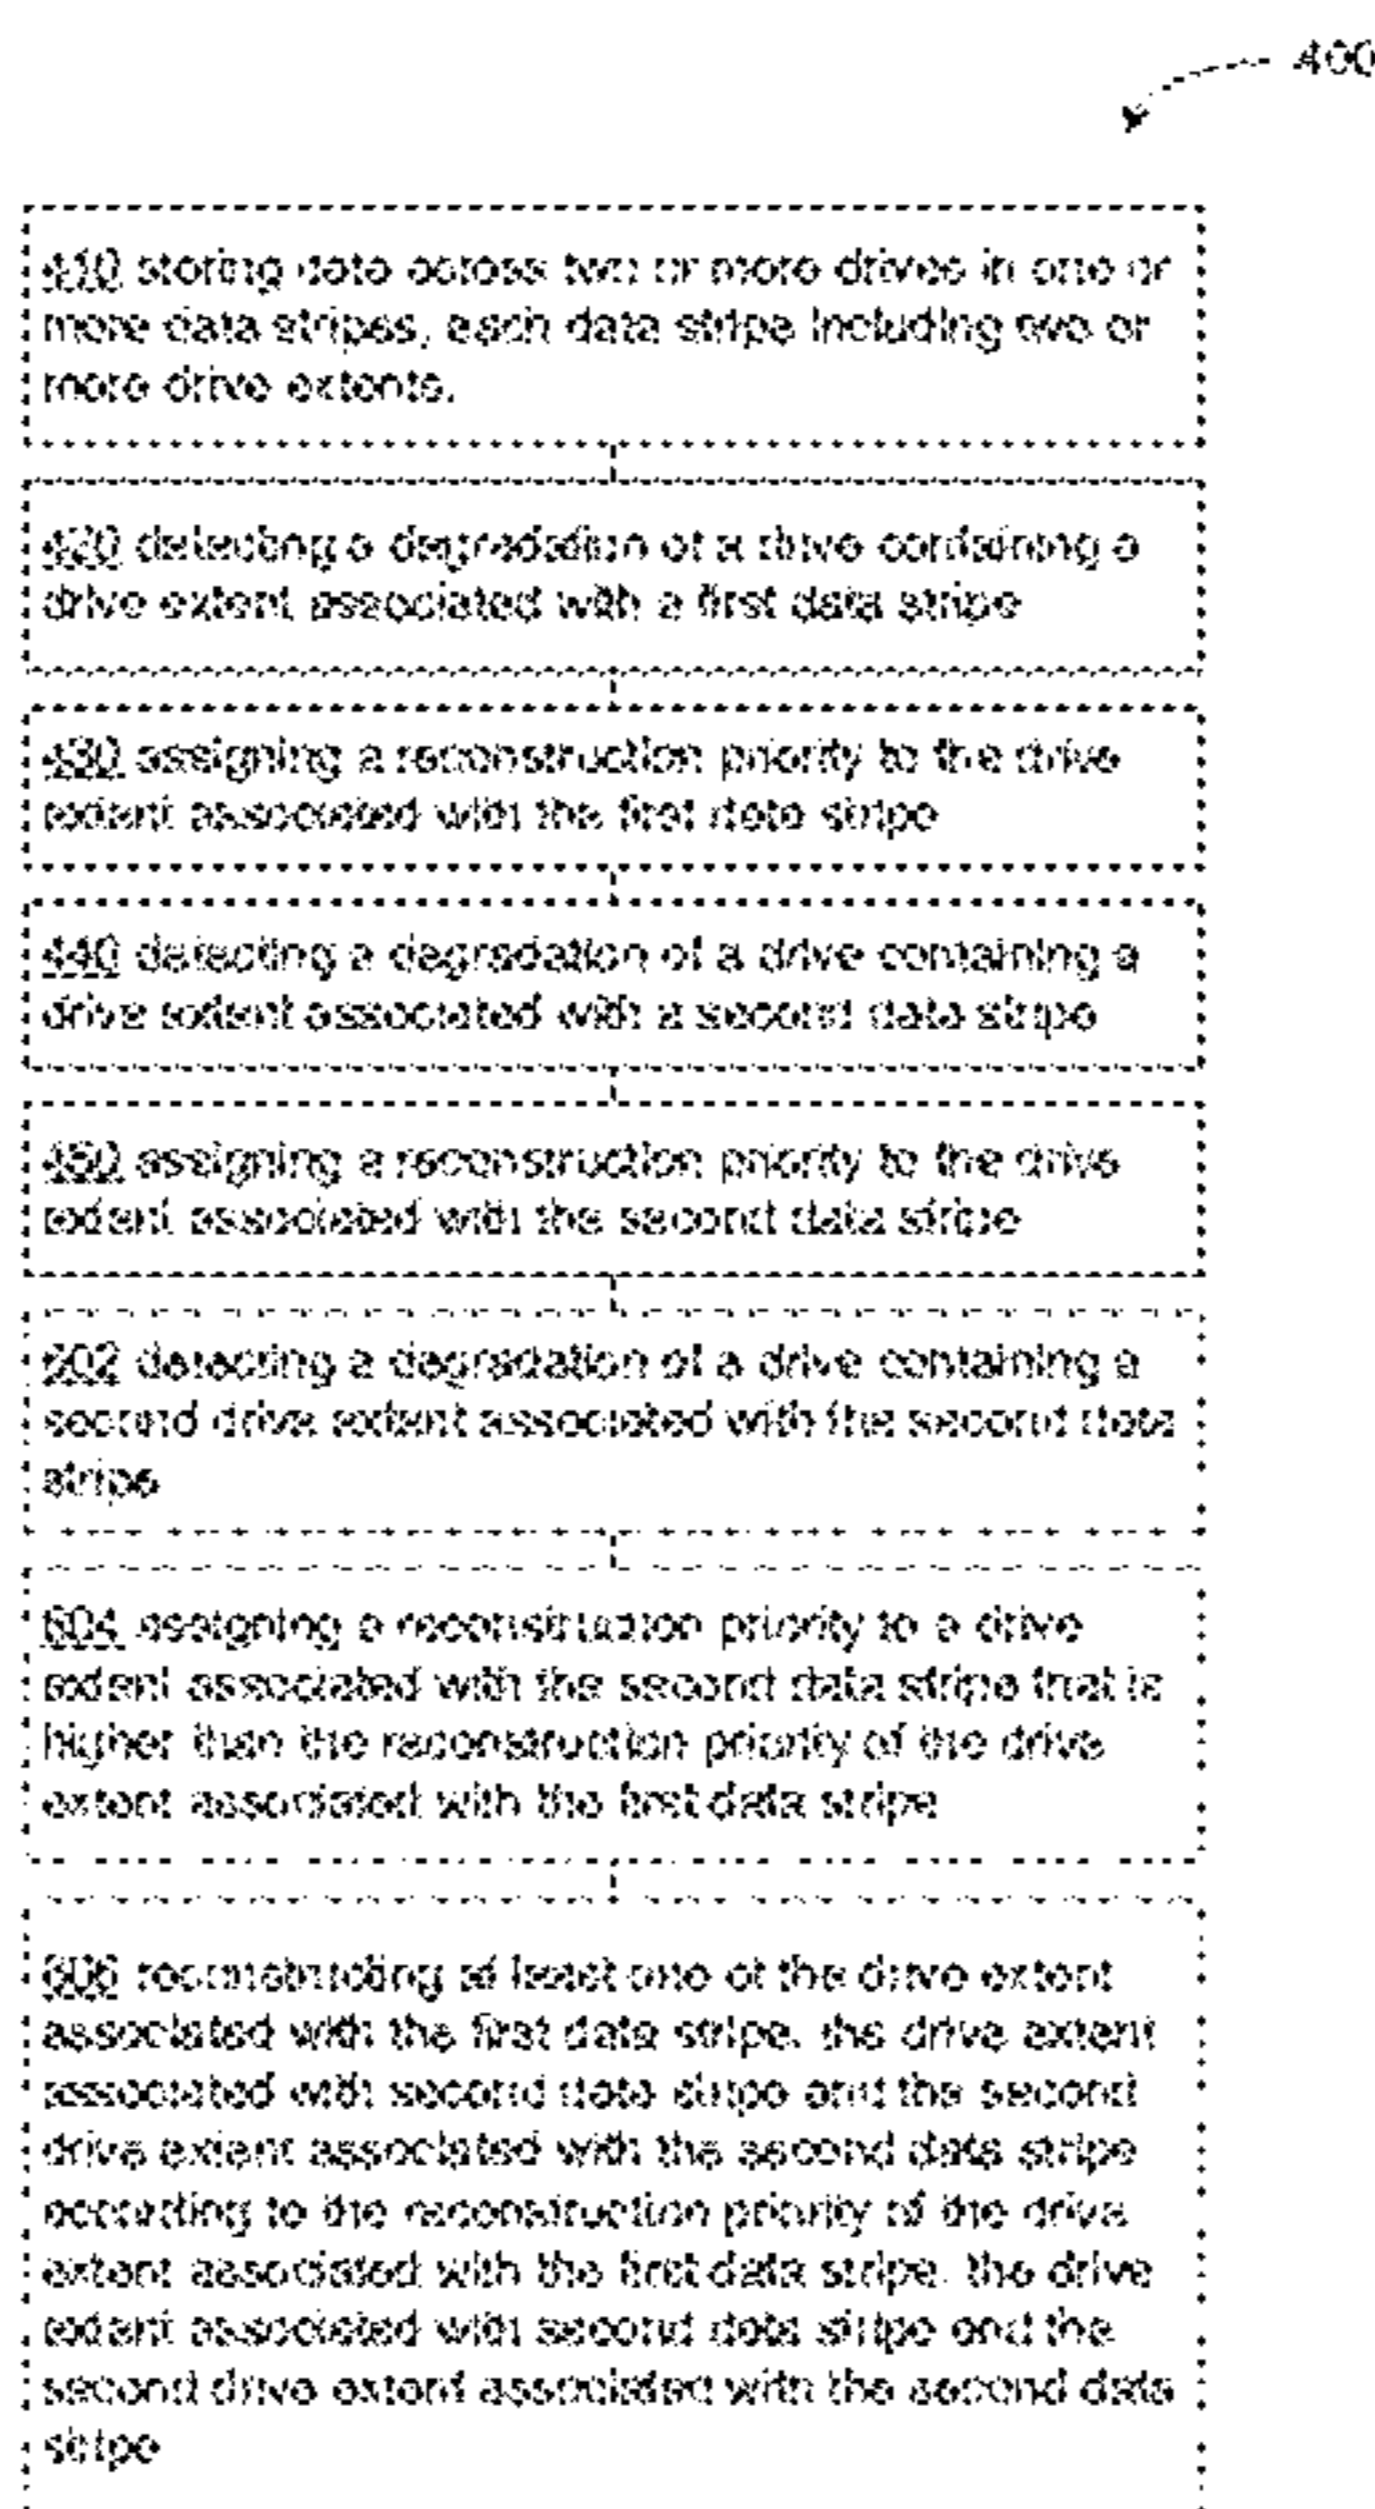 400
410 storing data across two or more drives in one or
more data stripes, each data stripe including two or
more drive extents.
420 detecting a degradation of a drive containing a
drive extent associated with a first data stripe
430 assigning a reconstruction priority to the drive
extent associated with the first data stripe
440 detecting a degradation of a drive containing a
drive extent associated with a second data stripe
450 assigning a reconstruction priority to the drive
extent associated with the second data stripe
602 detecting a degradation of a drive containing a
second drive extent associated with the second data
stripe
604 assigning a reconstruction priority to a drive
extent associated with the second data stripe that is
higher than the reconstruction priority of the drive
extent associated with the first data stripe
606 reconstructing at least one of the drive extent
associated with the first data stripe, the drive extent
associated with second data stripe and the second
drive extent associated with the second data stripe
according to the reconstruction priority of the drive
extent associated with the first data stripe, the drive
extent associated with second data stripe and the
second drive extent associated with the second data
stripe